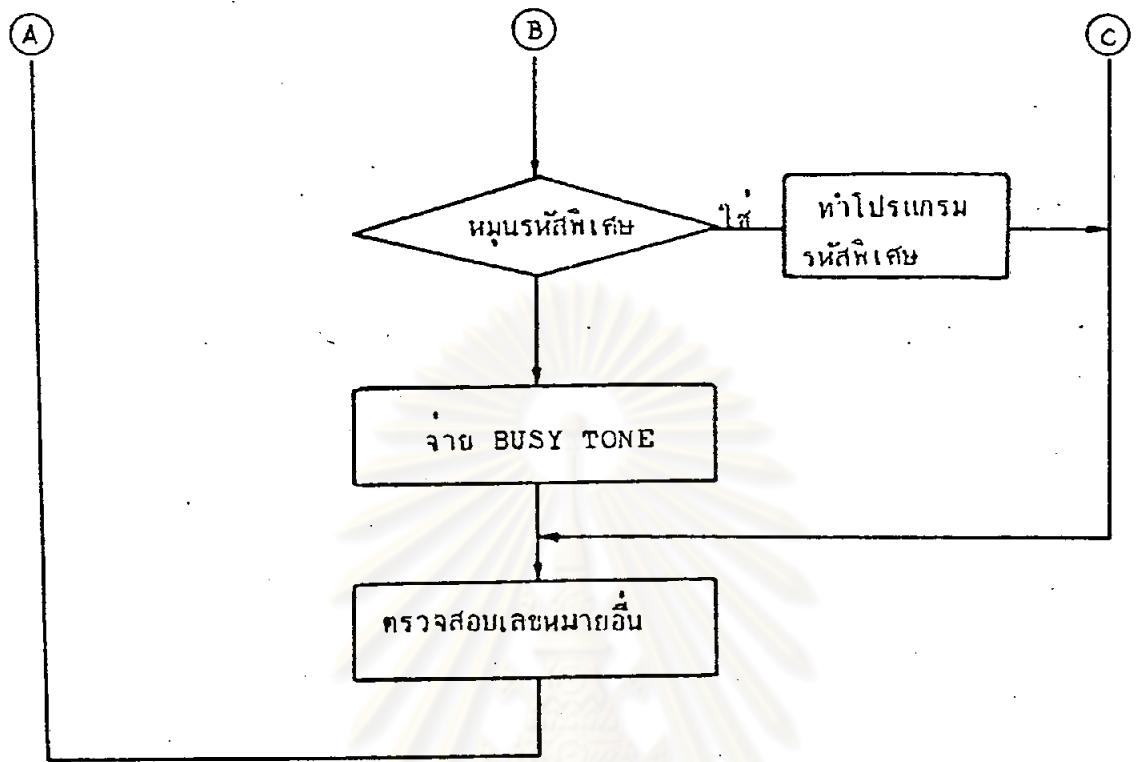 A
B
C
หมุนรหัสพิเศษ
ใช่
ทำโปรแกรม
รหัสพิเศษ
จ่าย BUSY TONE
ตรวจสอบเลขหมายอื่น